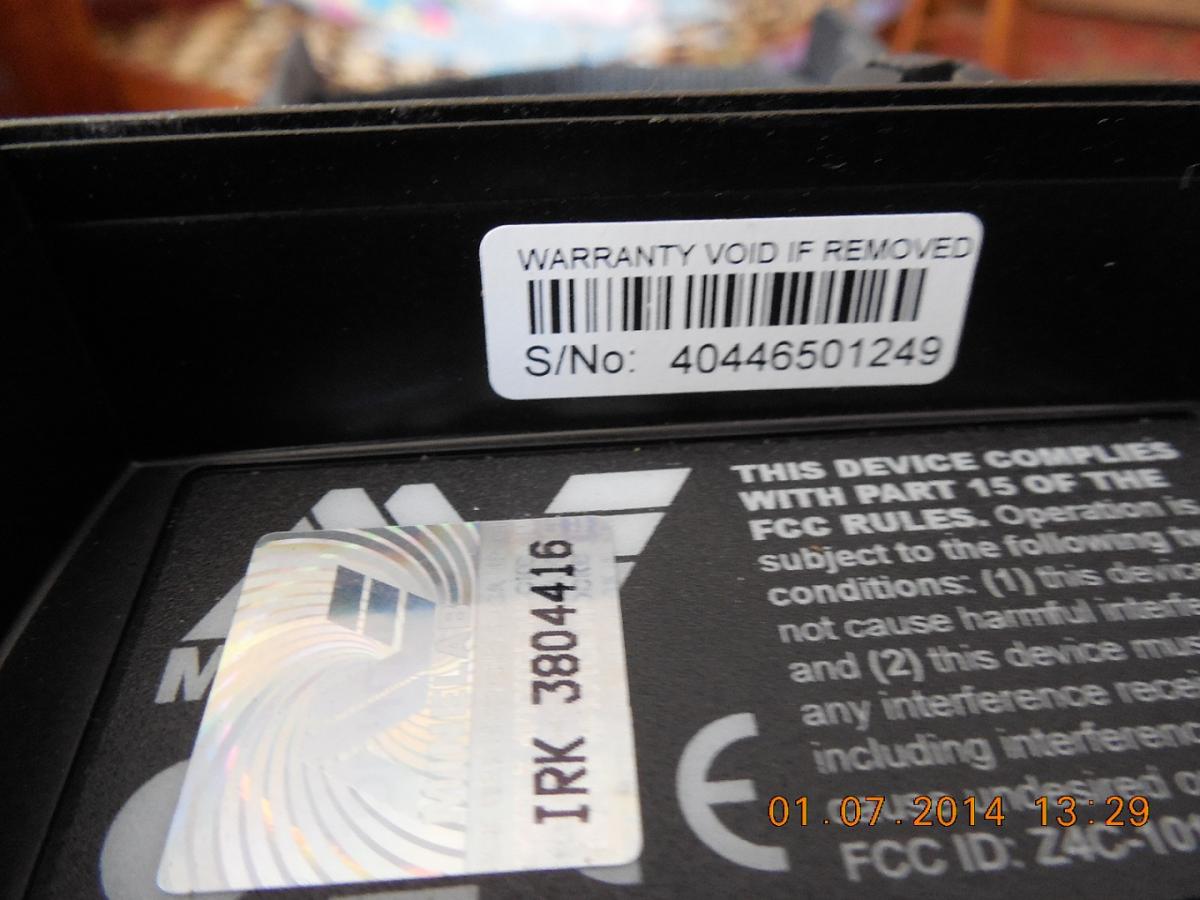 WARRANTY VOID IF REMOVED
S/No: 40446501249
THIS DEVICE COMPLIES
WITH PART 15 OF THE
FCC RULES. Operation is
subject to the following
conditions: (1) this device
not cause harmful
and (2) this device
any interference
including interference
undesired
FCC ID: Z4C-
IRK 3804416
01.07.2014 13:29